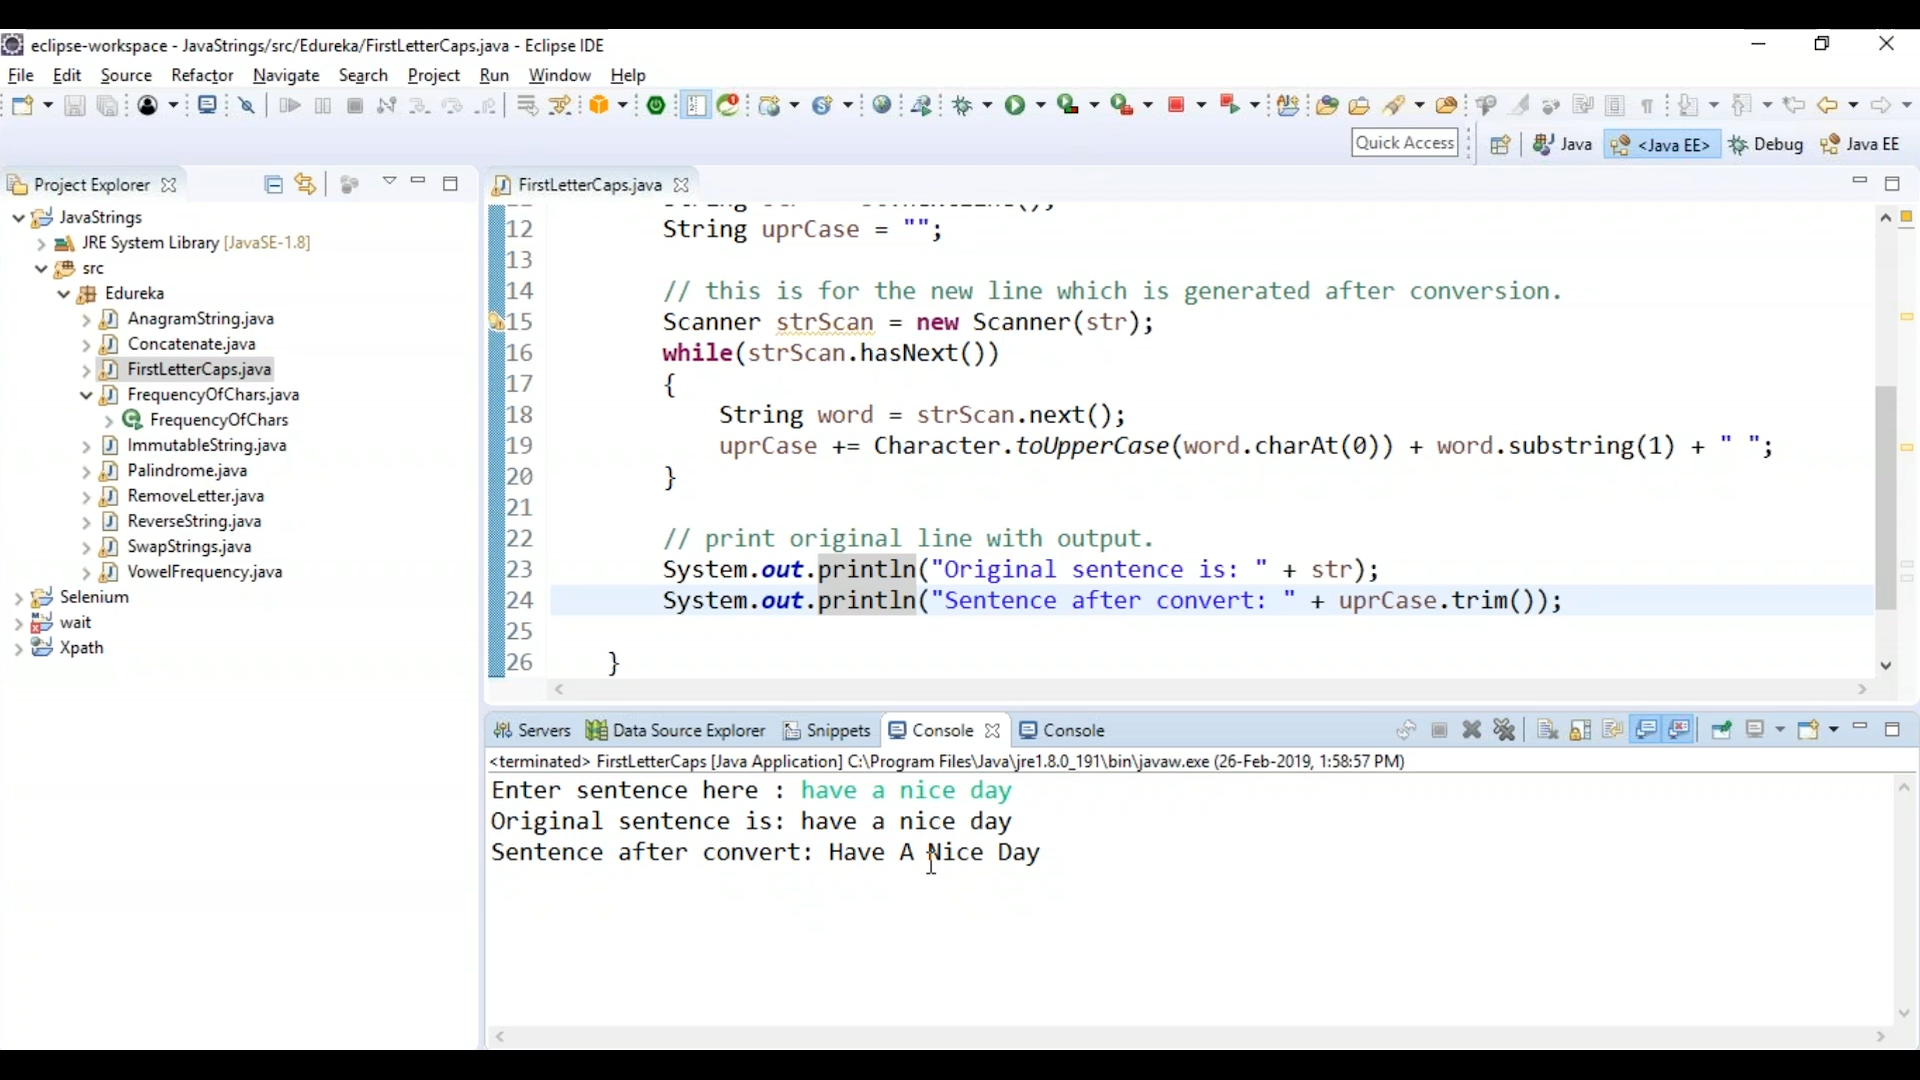 eclipse-workspace - JavaStrings/src/Edureka/FirstLetterCaps.java - Eclipse IDE
File Edit Source Refactor Navigate Search Project Run Window Help
Quick Access Java <Java EE> Debug Java EE
Project Explorer
JavaStrings
JRE System Library [JavaSE-1.8]
src
Edureka
AnagramString.java
Concatenate.java
FirstLetterCaps.java
FrequencyOfChars.java
FrequencyOfChars
ImmutableString.java
Palindrome.java
RemoveLetter.java
ReverseString.java
SwapStrings.java
VowelFrequency.java
Selenium
wait
Xpath
FirstLetterCaps.java
12 String uprCase = "";
13
14 // this is for the new line which is generated after conversion.
15 Scanner strScan = new Scanner(str);
16 while(strScan.hasNext())
17 {
18 String word = strScan.next();
19 uprCase += Character.toUpperCase(word.charAt(0)) + word.substring(1) + " ";
20 }
21
22 // print original line with output.
23 System.out.println("Original sentence is: " + str);
24 System.out.println("Sentence after convert: " + uprCase.trim());
25
26 }
Servers Data Source Explorer Snippets Console Console
<terminated> FirstLetterCaps [Java Application] C:\Program Files\Java\jre1.8.0_191\bin\javaw.exe (26-Feb-2019, 1:58:57 PM)
Enter sentence here : have a nice day
Original sentence is: have a nice day
Sentence after convert: Have A Nice Day